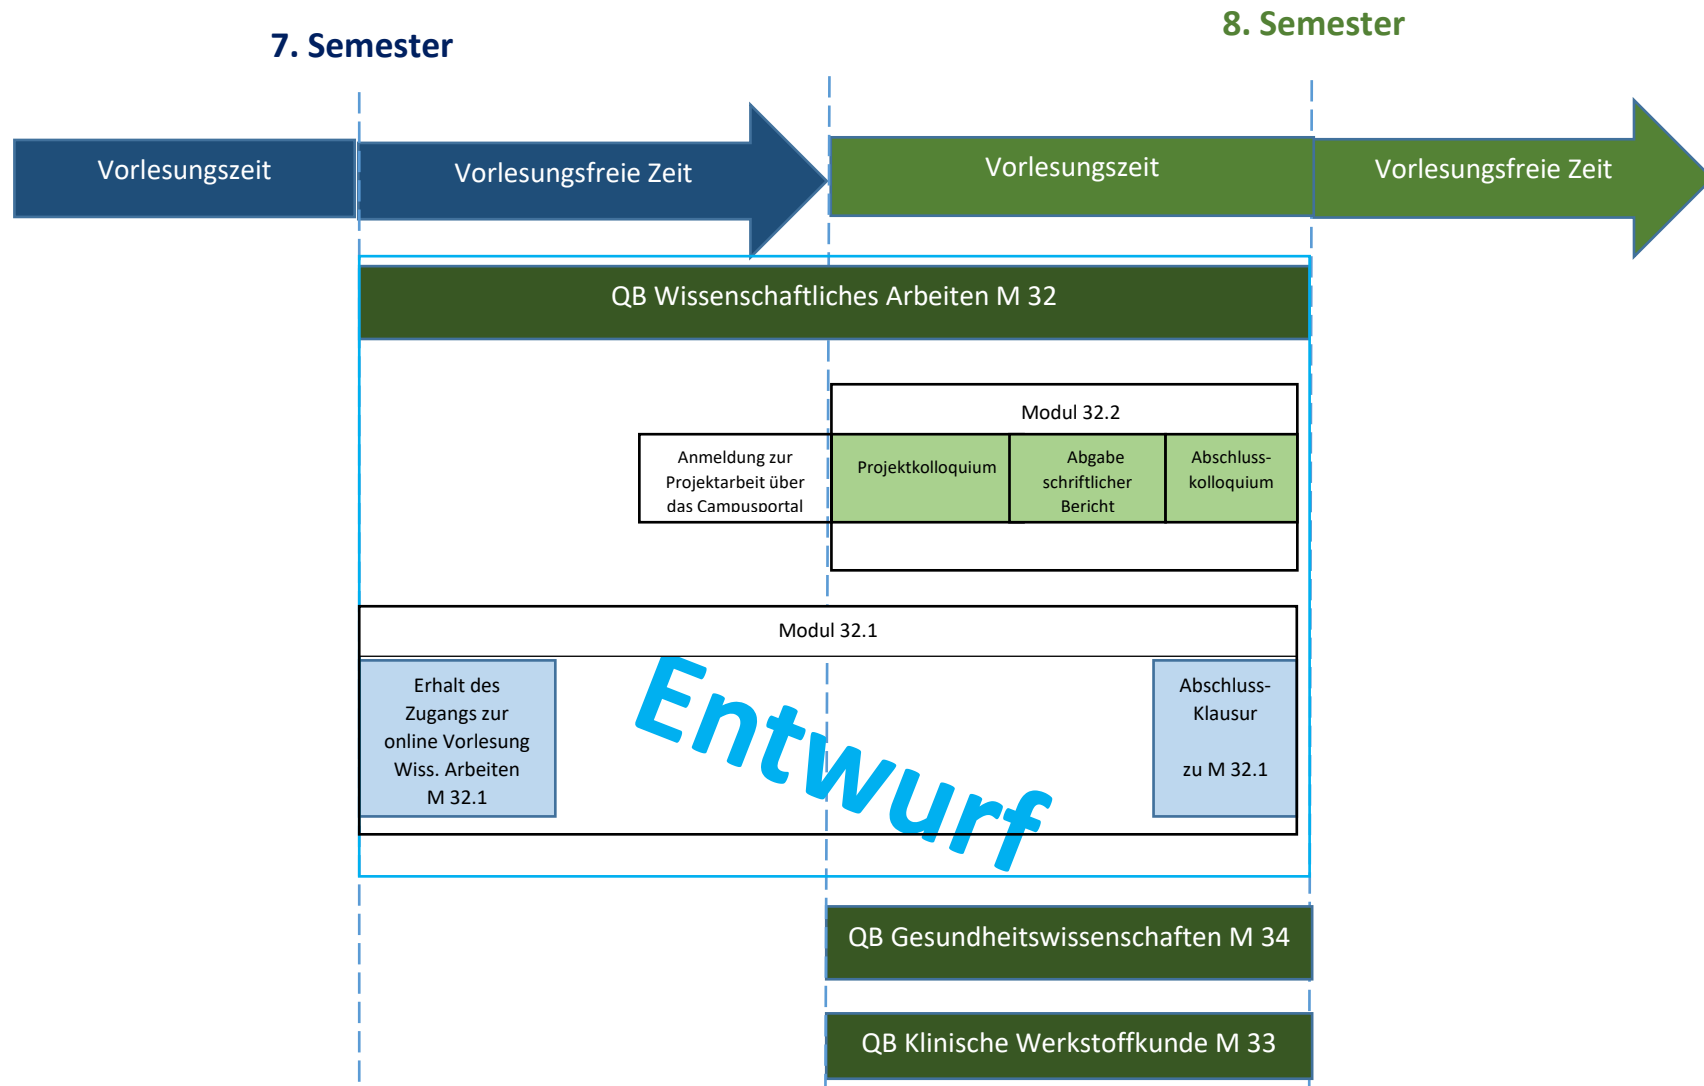 7. Semester
8. Semester
Vorlesungszeit
Vorlesungsfreie Zeit
Vorlesungszeit
Vorlesungsfreie Zeit
QB Wissenschaftliches Arbeiten M 32
Modul 32.2
Anmeldung zur
Projektarbeit über
das Campusportal
Projektkolloquium
Abgabe
schriftlicher
Bericht
Abschluss-
kolloquium
Modul 32.1
Erhalt des
Zugangs zur
online Vorlesung
Wiss. Arbeiten
M 32.1
Entwurf
Abschluss-
Klausur
zu M 32.1
QB Gesundheitswissenschaften M 34
QB Klinische Werkstoffkunde M 33